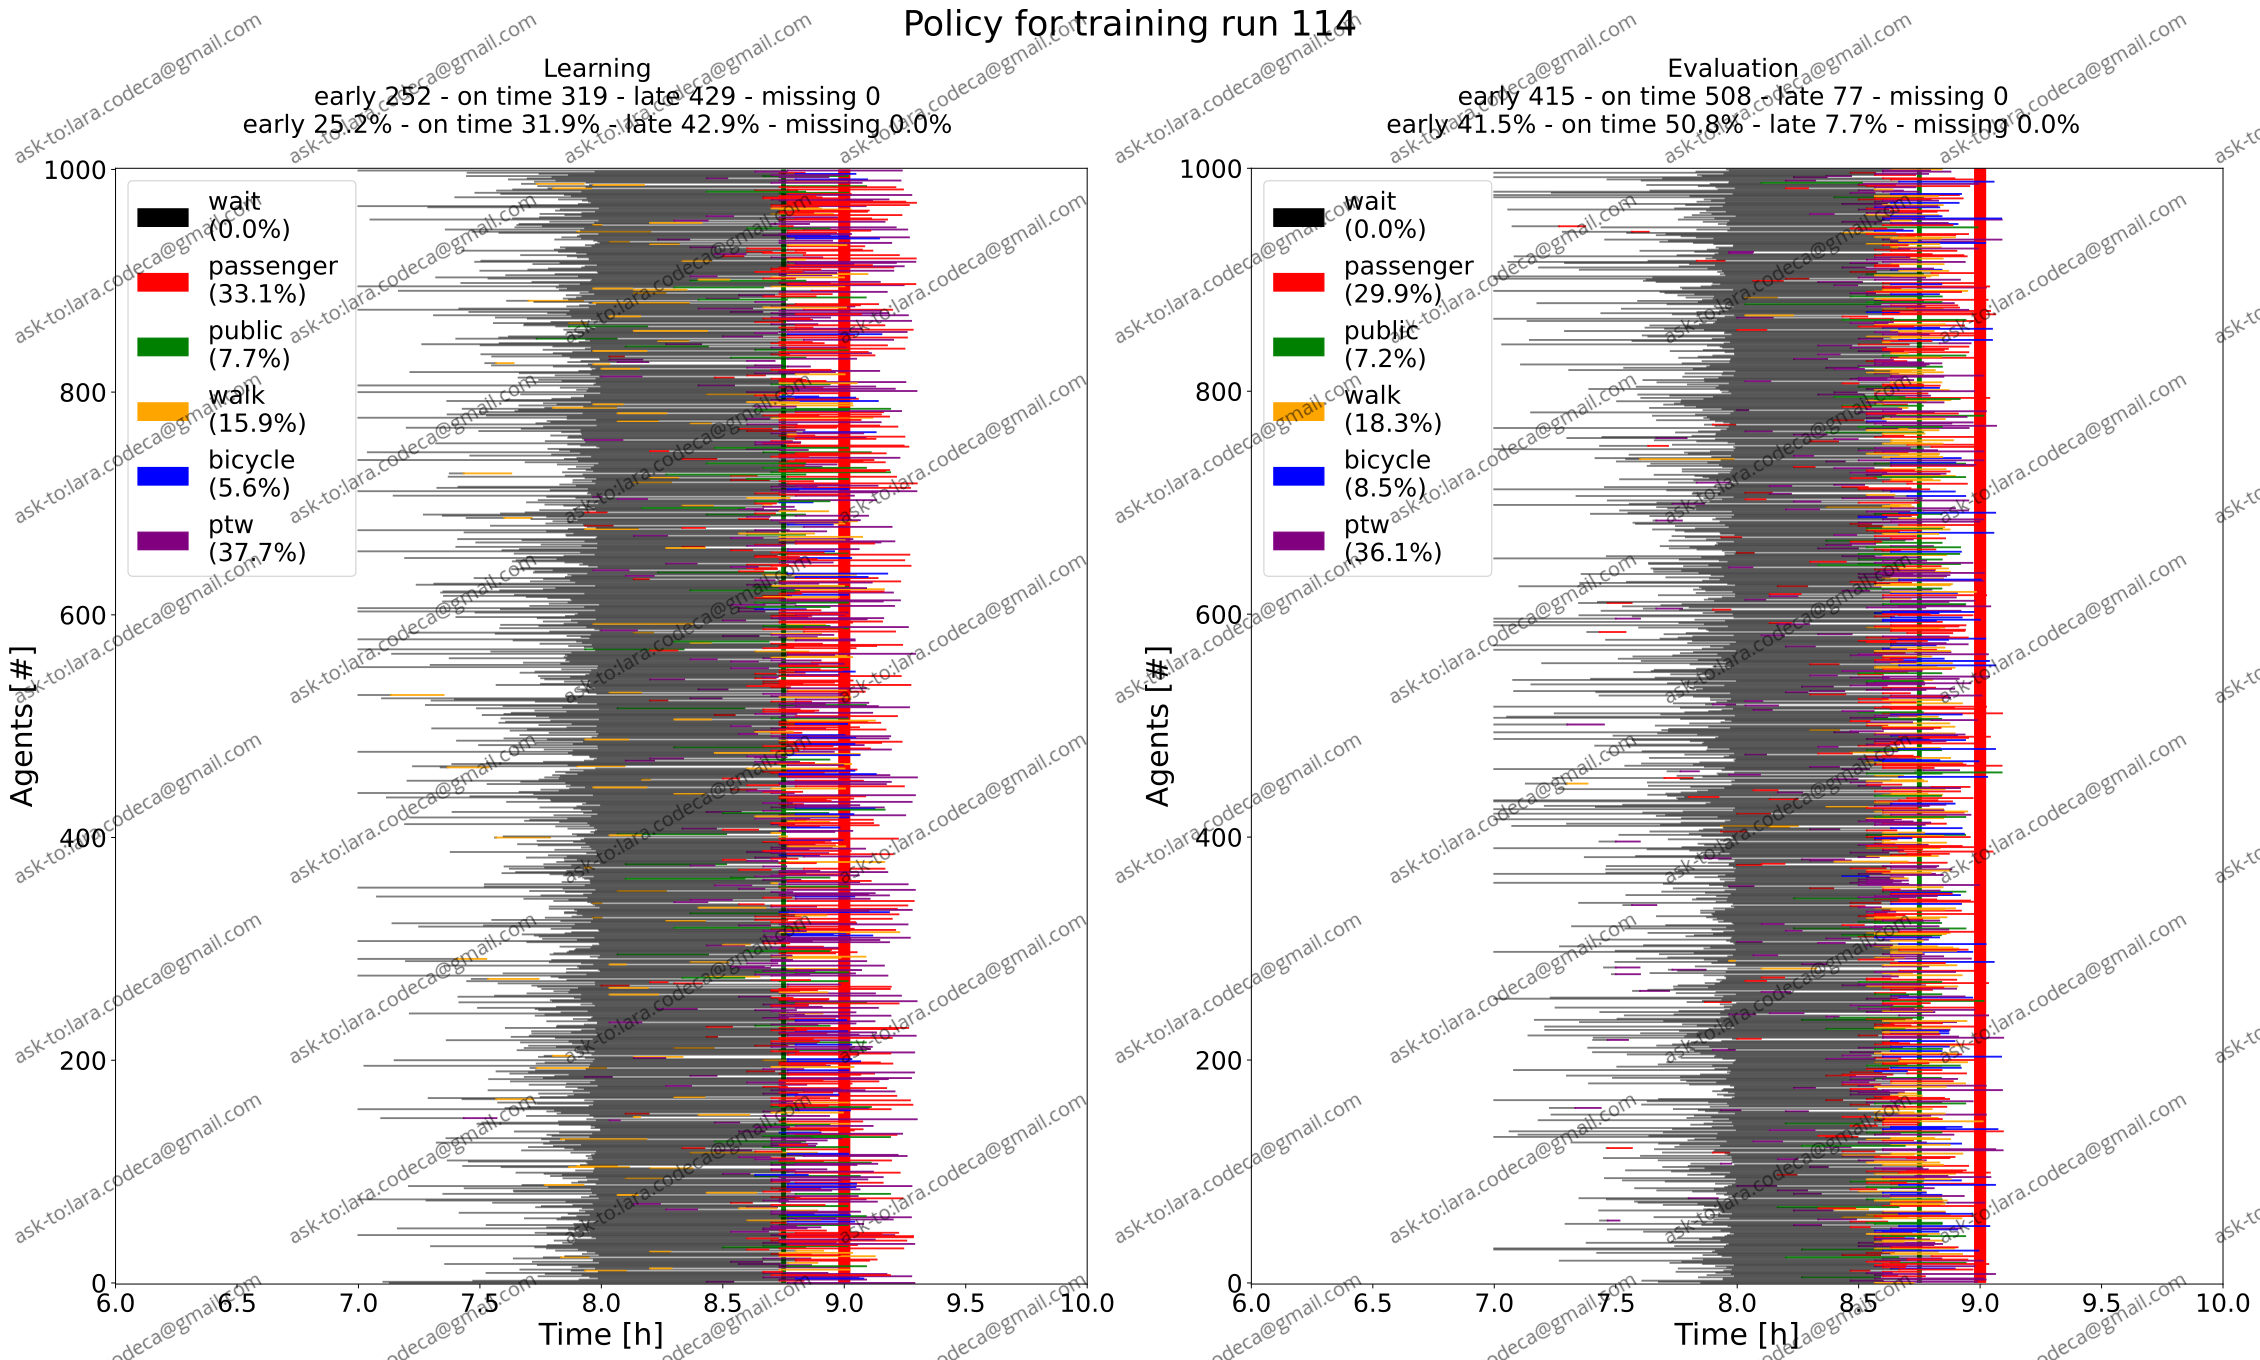 Policy for training run 114
Learning
early 252 - on time 319 - late 429 - missing 0
early 25.2% - on time 31.9% - late 42.9% - missing 0.0%
Evaluation
early 415 - on time 508 - late 77 - missing 0
early 41.5% - on time 50.8% - late 7.7% - missing 0.0%
Agents [#]
1000
800
600
400
200
0
wait
(0.0%)
passenger
(33.1%)
public
(7.7%)
walk
(15.9%)
bicycle
(5.6%)
ptw
(37.7%)
6.0 6.5 7.0 7.5 8.0 8.5 9.0 9.5 10.0
Time [h]
Agents [#]
1000
800
600
400
200
0
wait
(0.0%)
passenger
(29.9%)
public
(7.2%)
walk
(18.3%)
bicycle
(8.5%)
ptw
(36.1%)
6.0 6.5 7.0 7.5 8.0 8.5 9.0 9.5 10.0
Time [h]
ask-to:lara.codeca@gmail.com